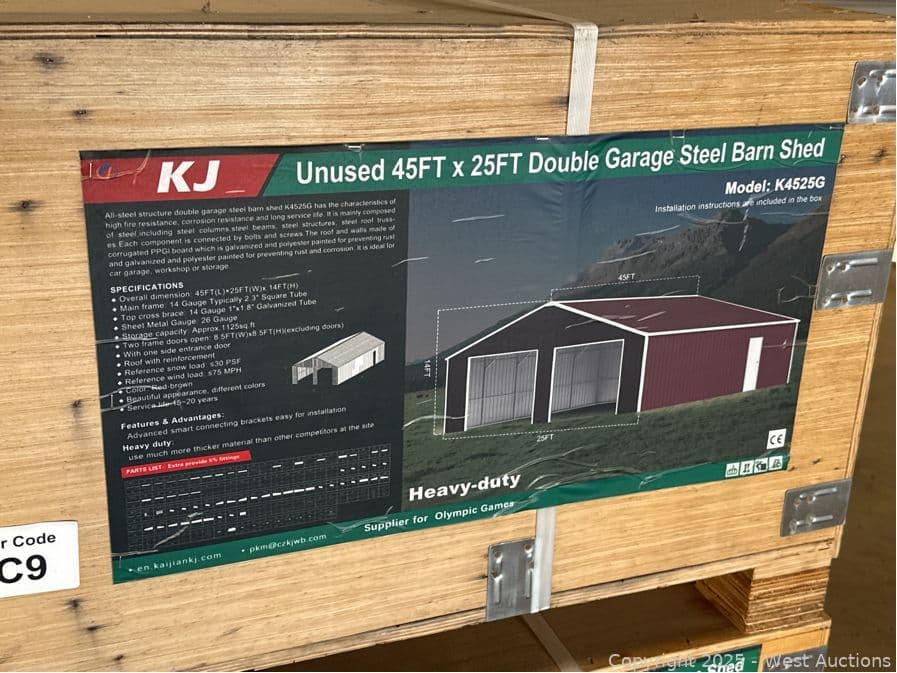 KJ
Unused 45FT x 25FT Double Garage Steel Barn Shed
Model: K4525G
Installation instructions are included in the box
All-steel structure double garage steel barn shed K4525G has the characteristics of
high fire resistance, corrosion resistance and long service life. It is mainly composed
of steel,including steel columns,steel beams, steel structures, steel roof truss-
es.Each component is connected by bolts and screws.The roof and walls made of
corrugated PPGI board which is galvanized and polyester painted for preventing rust
and galvanized and polyester painted for preventing rust and corrosion. It is ideal for
car garage, workshop or storage.
SPECIFICATIONS
Overall dimension: 45FT(L)*25FT(W)x 14FT(H)
Main frame: 14 Gauge Typically 2.3" Square Tube
Top cross brace: 14 Gauge 1"x1.8" Galvanized Tube
Sheet Metal Gauge: 26 Gauge
Storage capacity: Approx.1125sq.ft
Two frame doors open: 8.5FT(W)x8.5FT(H)(excluding doors)
With one side entrance door
Roof with reinforcement
Reference snow load: ≤30 PSF
Reference wind load: ≤75 MPH
Color: Red-brown
Beautiful appearance, different colors
Service life 15~20 years
Features & Advantages:
Advanced smart connecting brackets easy for installation
Heavy duty:
use much more thicker material than other competitors at the site
PARTS LIST: Extra provide 5% fittings
45FT
14FT
25FT
CE
Heavy-duty
Supplier for Olympic Games
• en.kaijiankj.com • pkm@czkjwb.com
r Code
C9
Shed
Copyright 2025 - West Auctions